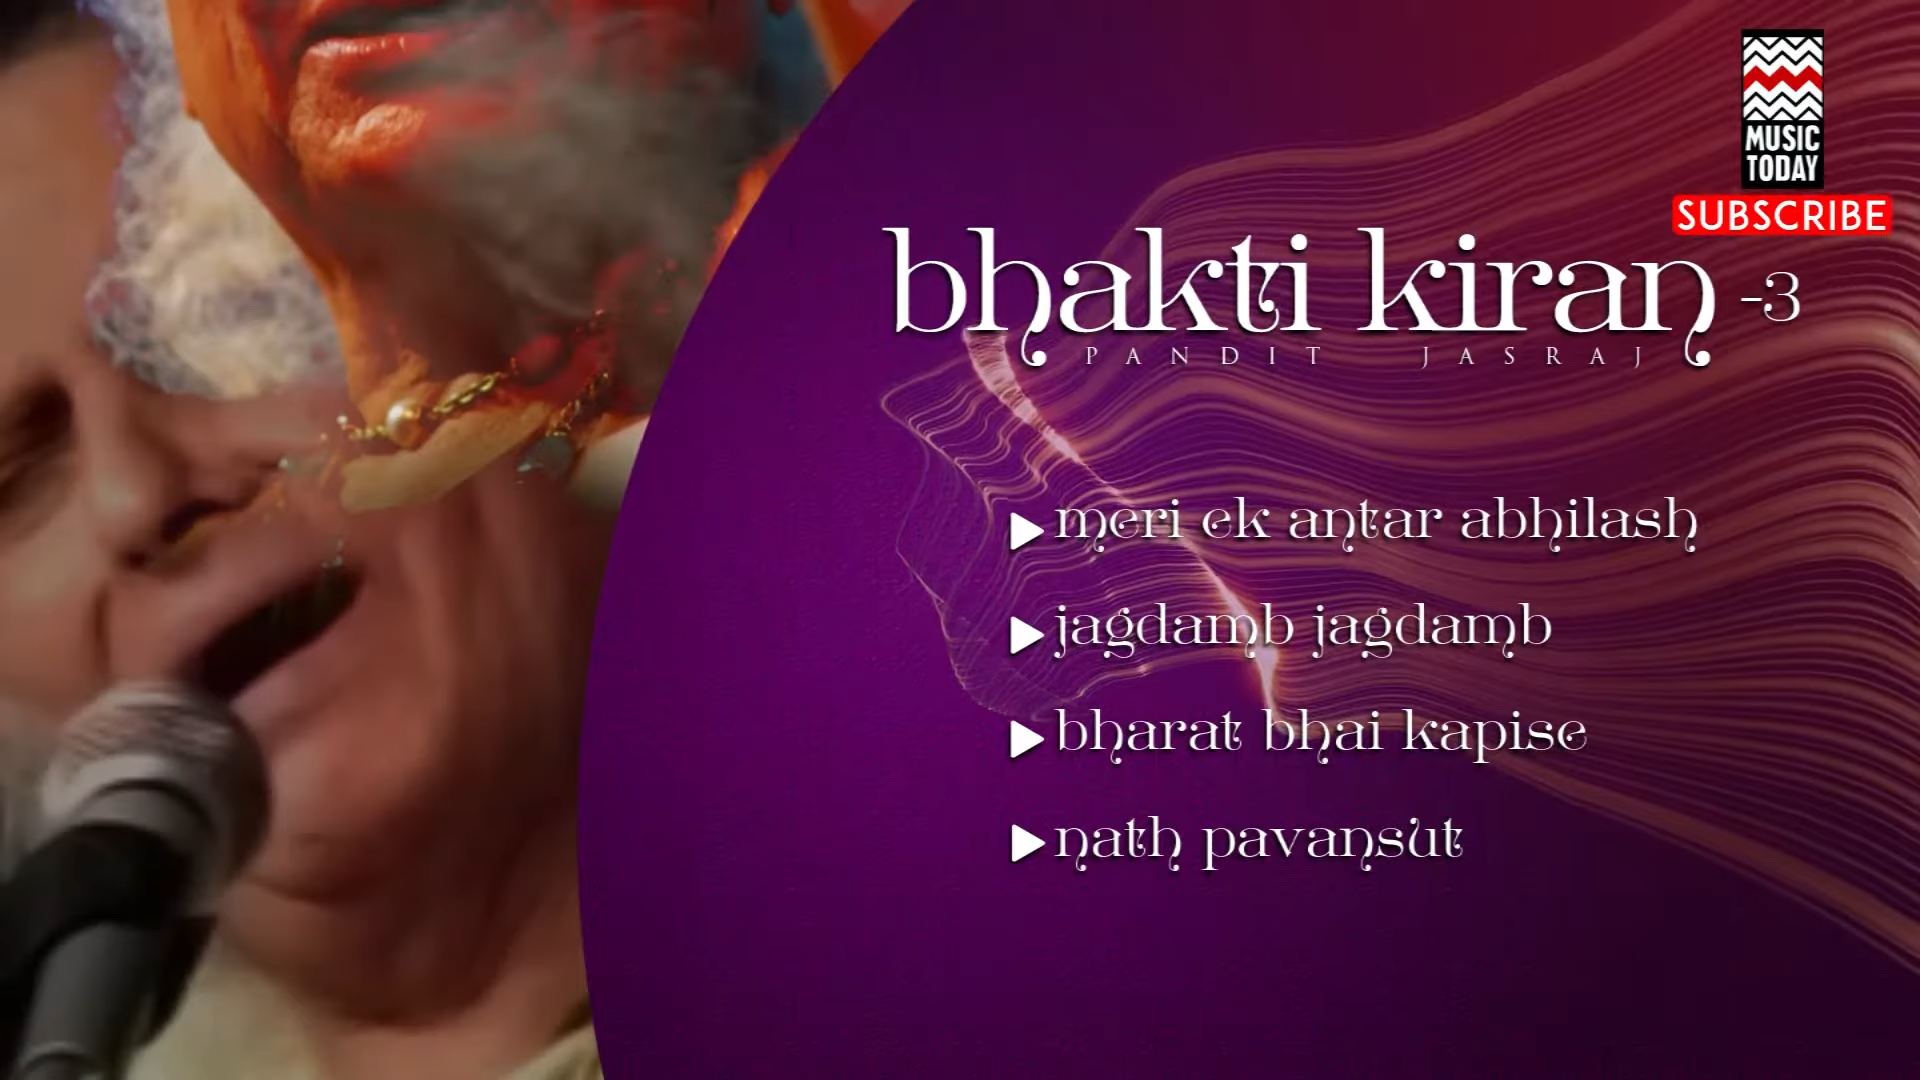 MUSIC
TODAY
SUBSCRIBE
bhakti kiran -3
PANDIT JASRAJ
meri ek antar abhilash
jagdamb jagdamb
bharat bhai kapise
nath pavansut